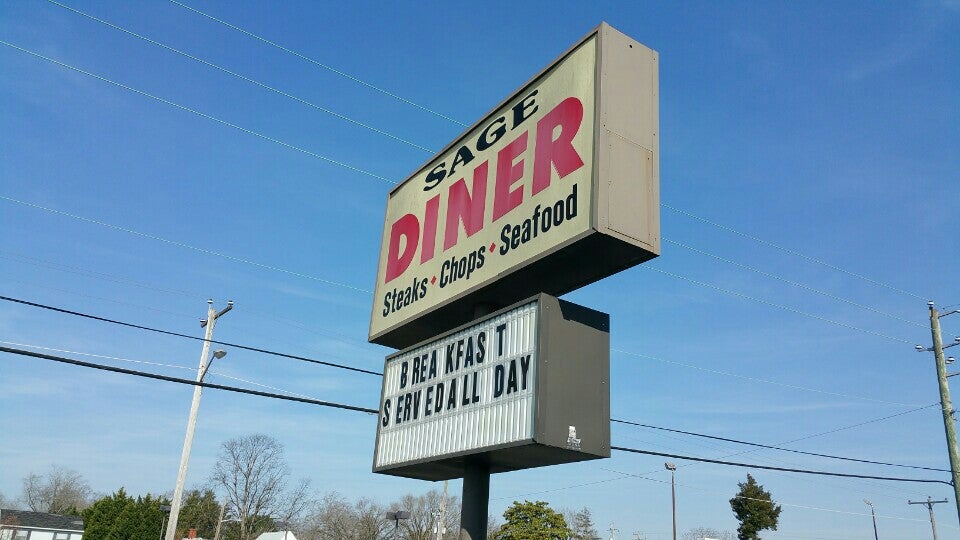 SAGE
DINER
Steaks • Chops • Seafood
BREAKFAST
SERVED ALL DAY